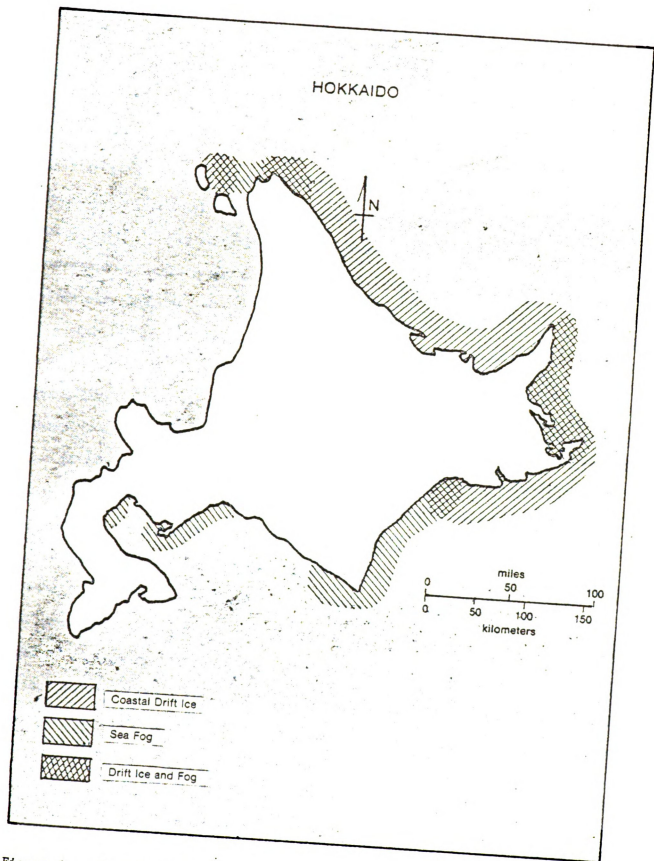 HOKKAIDO
N
miles
0 50 100
0 50 100 150
kilometers
Coastal Drift Ice
Sea Fog
Drift Ice and Fog